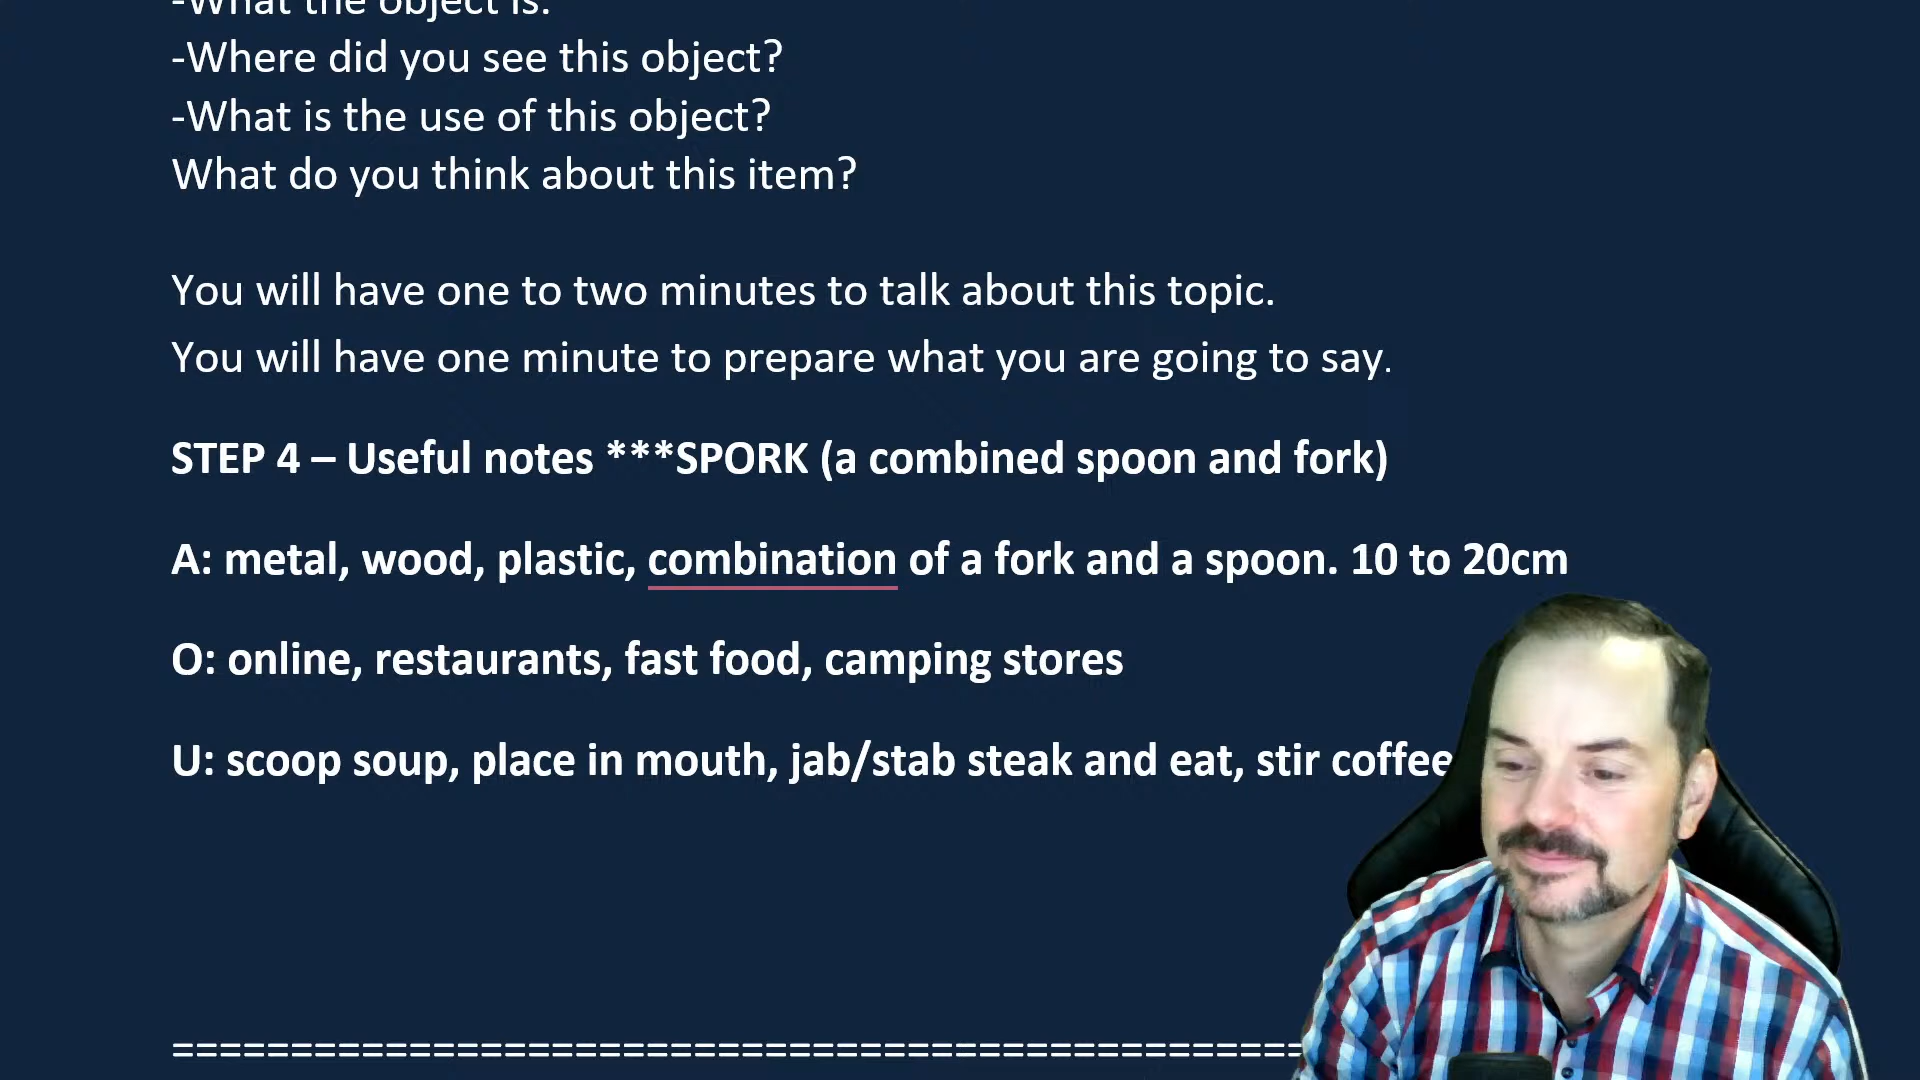 -What the object is.
-Where did you see this object?
-What is the use of this object?
What do you think about this item?
You will have one to two minutes to talk about this topic.
You will have one minute to prepare what you are going to say.
STEP 4 – Useful notes ***SPORK (a combined spoon and fork)
A: metal, wood, plastic, combination of a fork and a spoon. 10 to 20cm
O: online, restaurants, fast food, camping stores
U: scoop soup, place in mouth, jab/stab steak and eat, stir coffee
================================================